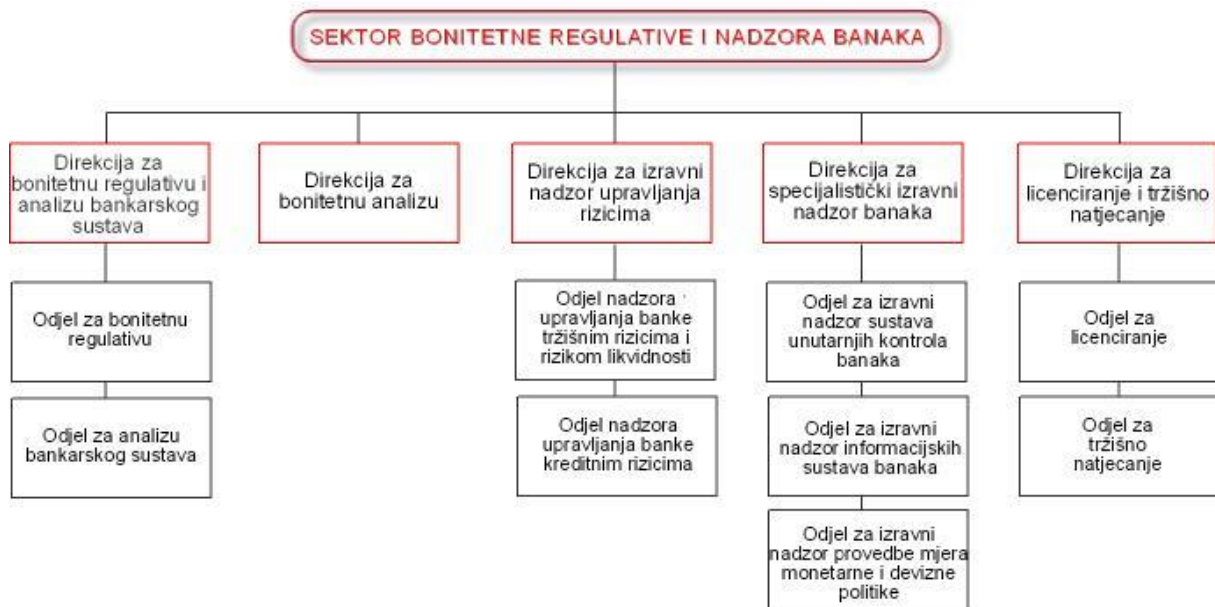 SEKTOR BONITETNE REGULATIVE I NADZORA BANAKA
Direkcija za
bonitetnu regulativu i
analizu bankarskog
sustava
Direkcija za
bonitetnu analizu
Direkcija za izravni
nadzor upravljanja
rizicima
Direkcija za
specijalistički izravni
nadzor banaka
Direkcija za
licenciranje i tržišno
natjecanje
Odjel za bonitetnu
regulativu
Odjel nadzora
upravljanja banke
tržišnim rizicima i
rizikom likvidnosti
Odjel za izravni
nadzor sustava
unutarnjih kontrola
banaka
Odjel za
licenciranje
Odjel za analizu
bankarskog sustava
Odjel nadzora
upravljanja banke
kreditnim rizicima
Odjel za izravni
nadzor informacijskih
sustava banaka
Odjel za
tržišno
natjecanje
Odjel za izravni
nadzor provedbe mjera
monetarne i devizne
politike